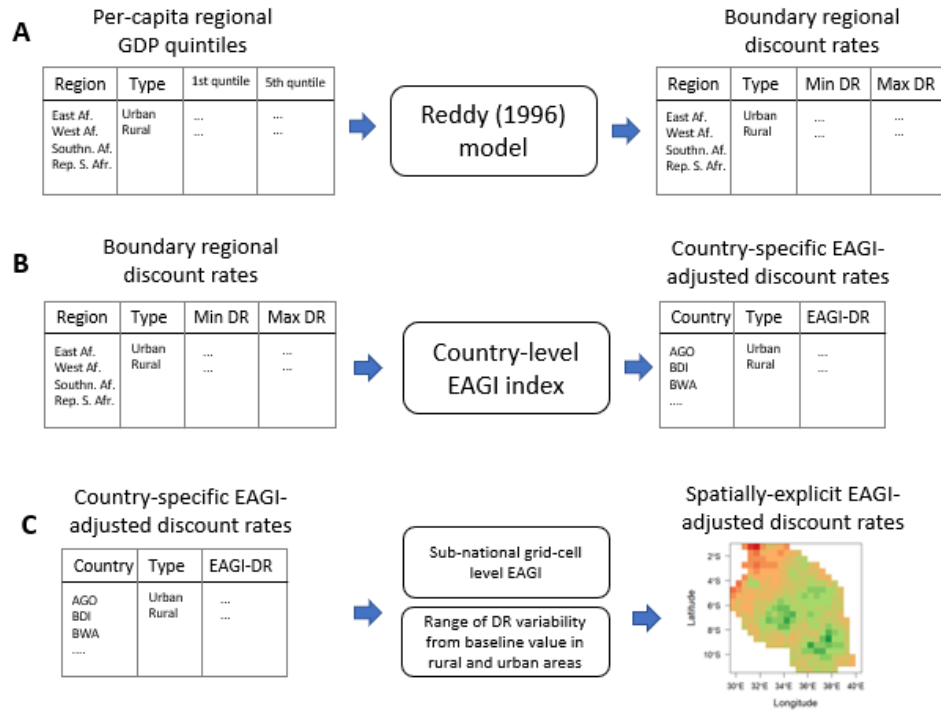 A
Per-capita regional
GDP quintiles
Region Type 1st quntile 5th quntile
East Af. Urban ... ...
West Af. Rural ... ...
Southn. Af.
Rep. S. Afr.
Reddy (1996)
model
Boundary regional
discount rates
Region Type Min DR Max DR
East Af. Urban ... ...
West Af. Rural ... ...
Southn. Af.
Rep. S. Afr.
B
Boundary regional
discount rates
Region Type Min DR Max DR
East Af. Urban ... ...
West Af. Rural ... ...
Southn. Af.
Rep. S. Afr.
Country-level
EAGI index
Country-specific EAGI-
adjusted discount rates
Country Type EAGI-DR
AGO Urban ...
BDI Rural ...
BWA
....
C
Country-specific EAGI-
adjusted discount rates
Country Type EAGI-DR
AGO Urban ...
BDI Rural ...
BWA
....
Sub-national grid-cell
level EAGI
Range of DR variability
from baseline value in
rural and urban areas
Spatially-explicit EAGI-
adjusted discount rates
Latitude
2°S
4°S
6°S
8°S
10°S
30°E 32°E 34°E 36°E 38°E 40°E
Longitude